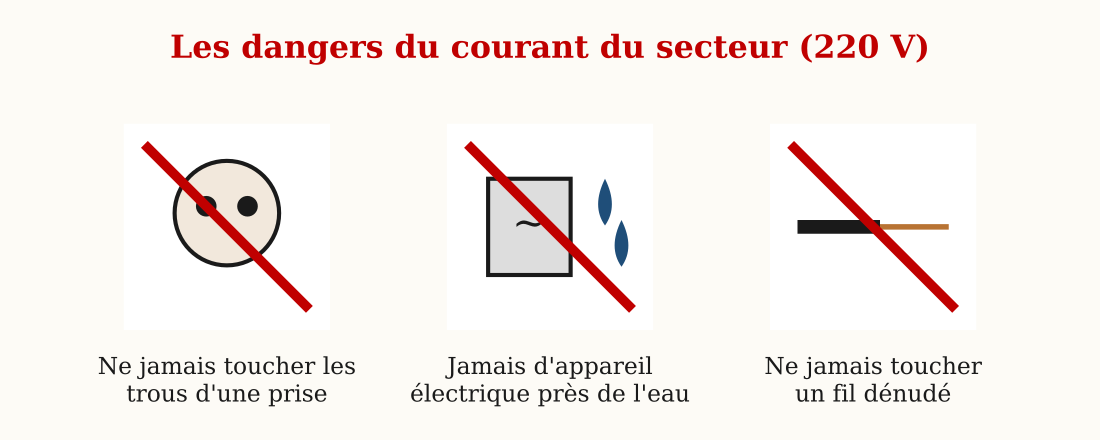 Les dangers du courant du secteur (220 V)
~
Ne jamais toucher les
trous d'une prise
Jamais d'appareil
électrique près de l'eau
Ne jamais toucher
un fil dénudé